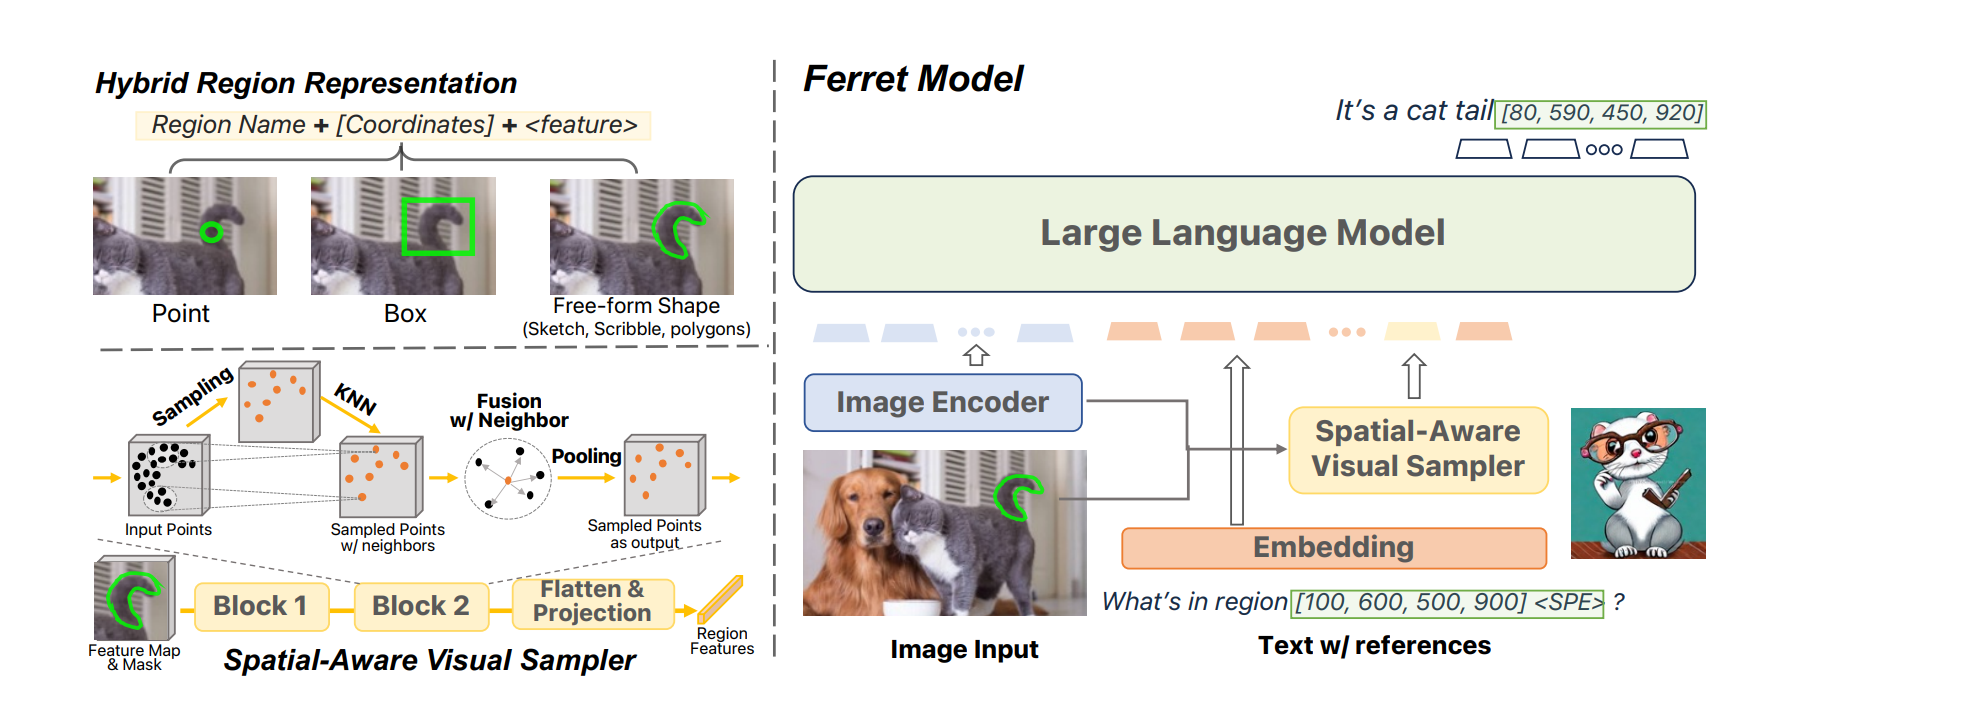 Hybrid Region Representation
Region Name + [Coordinates] + <feature>
Point
Box
Free-form Shape
(Sketch, Scribble, polygons)
Sampling
KNN
Fusion
w/ Neighbor
Pooling
Input Points
Sampled Points
w/ neighbors
Sampled Points
as output
Feature Map
& Mask
Block 1
Block 2
Flatten &
Projection
Region
Features
Spatial-Aware Visual Sampler
Ferret Model
It's a cat tail [80, 590, 450, 920]
Large Language Model
Image Encoder
Spatial-Aware
Visual Sampler
Embedding
What's in region [100, 600, 500, 900] <SPE> ?
Image Input
Text w/ references